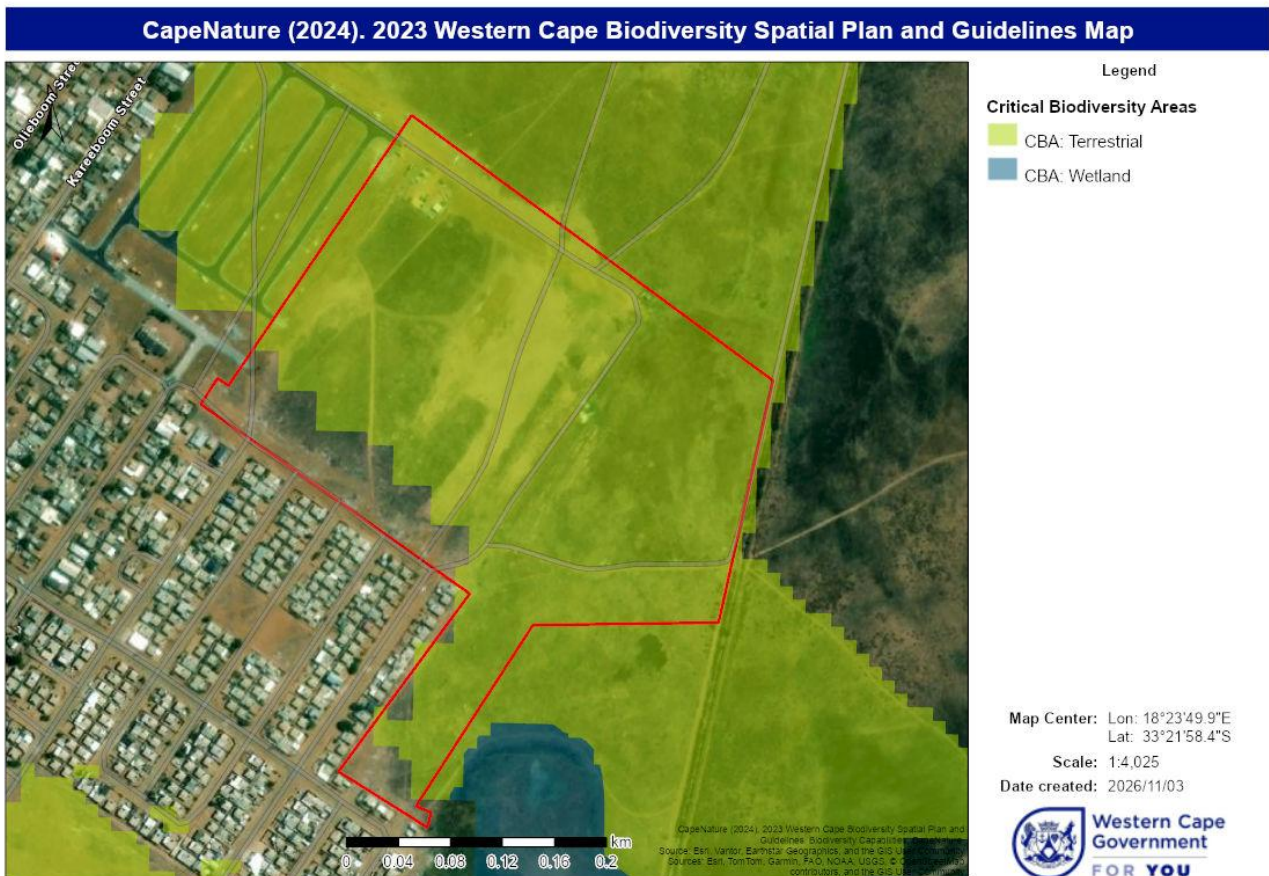 CapeNature (2024). 2023 Western Cape Biodiversity Spatial Plan and Guidelines Map
Olieboom Street
Kareeboom Street
Legend
Critical Biodiversity Areas
CBA: Terrestrial
CBA: Wetland
Map Center: Lon: 18°23'49.9"E
Lat: 33°21'58.4"S
Scale: 1:4,025
Date created: 2026/11/03
Western Cape
Government
FOR YOU
km
0 0.04 0.08 0.12 0.16 0.2
CapeNature (2024). 2023 Western Cape Biodiversity Spatial Plan and
Guidelines. Biodiversity Capabilities, CapeNature.
Source: Esri, Vantor, Earthstar Geographics, and the GIS User Community
Sources: Esri, TomTom, Garmin, FAO, NOAA, USGS, © OpenStreetMap
contributors, and the GIS User Community